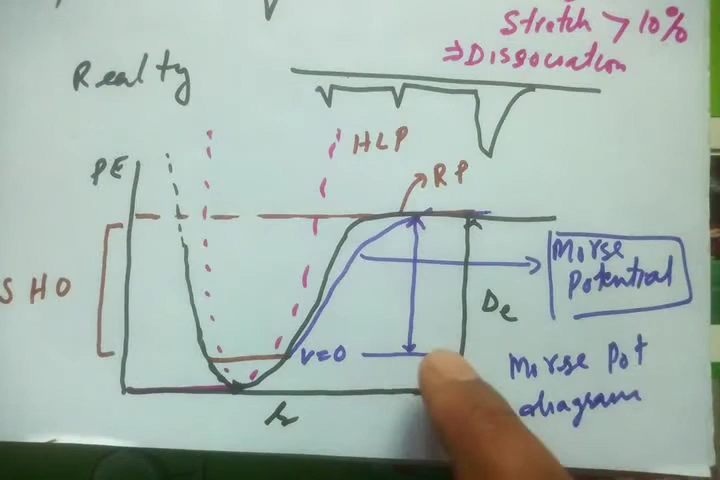 Stretch > 10%
⇒ Dissociation
Realty
HLP
PE
RP
Morse
Potential
SHO
De
v=0
Morse Pot
diagram